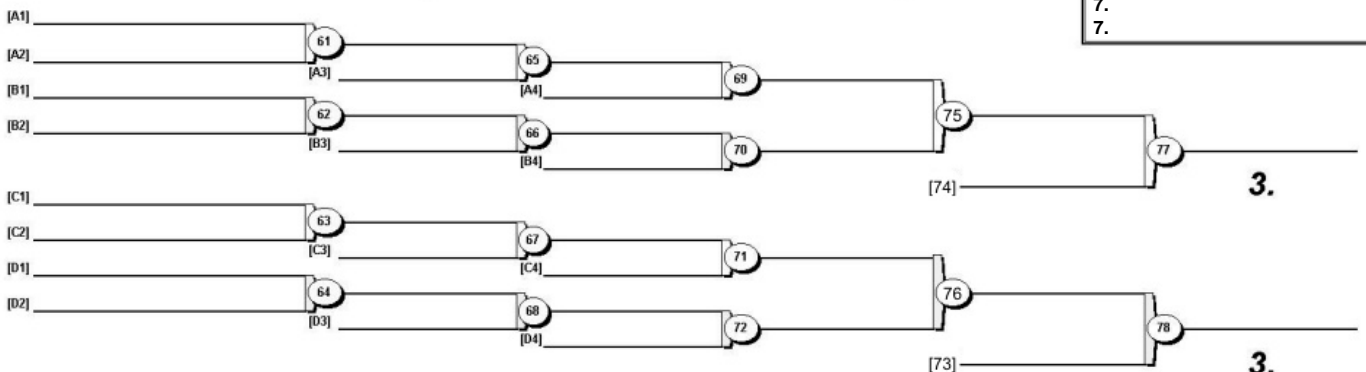 7.
7.
[A1]
61
[A2]
[A3]
65
[A4]
69
[B1]
62
[B2]
[B3]
66
[B4]
70
75
[74]
77
3.
[C1]
63
[C2]
[C3]
67
[C4]
71
[D1]
64
[D2]
[D3]
68
[D4]
72
76
[73]
78
3.